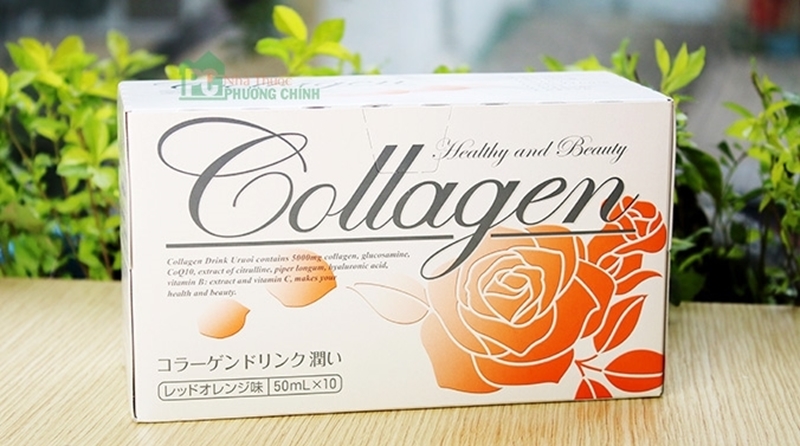 Nhà Thuốc
PHƯƠNG CHÍNH
Healthy and Beauty
Collagen
Collagen Drink Uruoi contains 5000mg collagen, glucosamine,
CoQ10, extract of citrulline, piper longum, hyaluronic acid,
vitamin B: extract and vitamin C, makes your
health and beauty.
コラーゲンドリンク 潤い
レッドオレンジ味 50mL×10